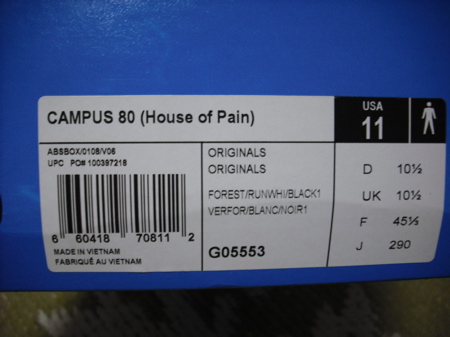 CAMPUS 80 (House of Pain)
USA
11
ABSBOX/0108/V06
UPC PO# 100397218
6 60418 70811 2
MADE IN VIETNAM
FABRIQUÉ AU VIETNAM
ORIGINALS
ORIGINALS
FOREST/RUNWHI/BLACK1
VERFOR/BLANC/NOIR1
G05553
D 10½
UK 10½
F 45⅓
J 290